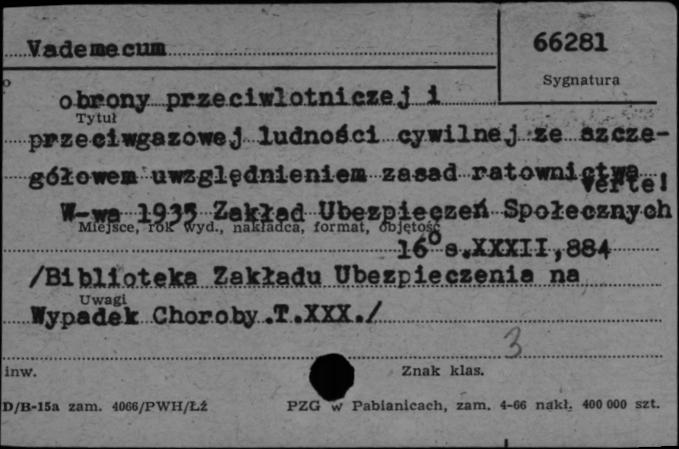 Vademecum
66281
Sygnatura
obrony przeciwlotniczej i
Tytuł
przeciwgazowej ludności cywilnej ze szcze-
gółowem uwzględnieniem zasad ratownictwa
verte!
W-wa 1935 Zakład Ubezpieczeń Społecznych
Miejsce, rok wyd., nakładca, format, objętość
16° s.XXXII,884
/Biblioteka Zakładu Ubezpieczenia na
Uwagi
Wypadek Choroby.T.XXX./
3
inw.
Znak klas.
D/B-15a zam. 4066/PWH/Łż
PZG w Pabianicach, zam. 4-66 nakł. 400 000 szt.